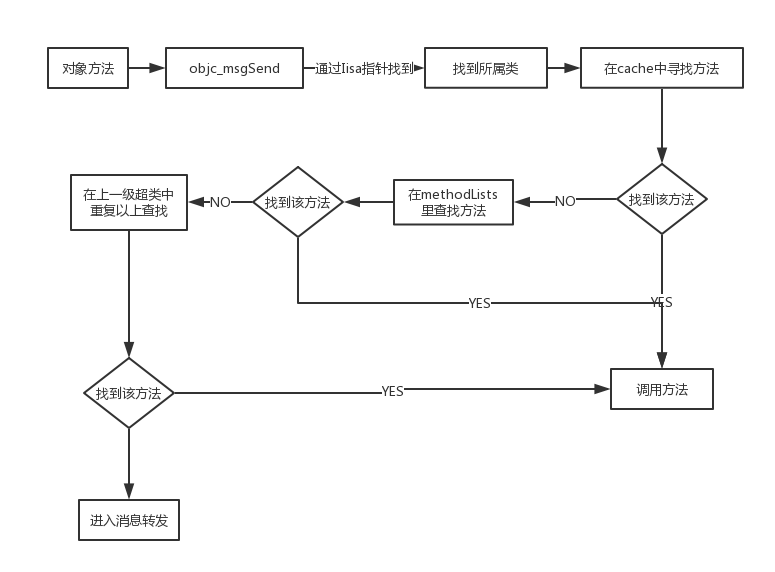 对象方法
objc_msgSend
通过Iisa指针找到
找到所属类
在cache中寻找方法
找到该方法
NO
在methodLists
里查找方法
找到该方法
NO
在上一级超类中
重复以上查找
YES
YES
找到该方法
YES
调用方法
进入消息转发